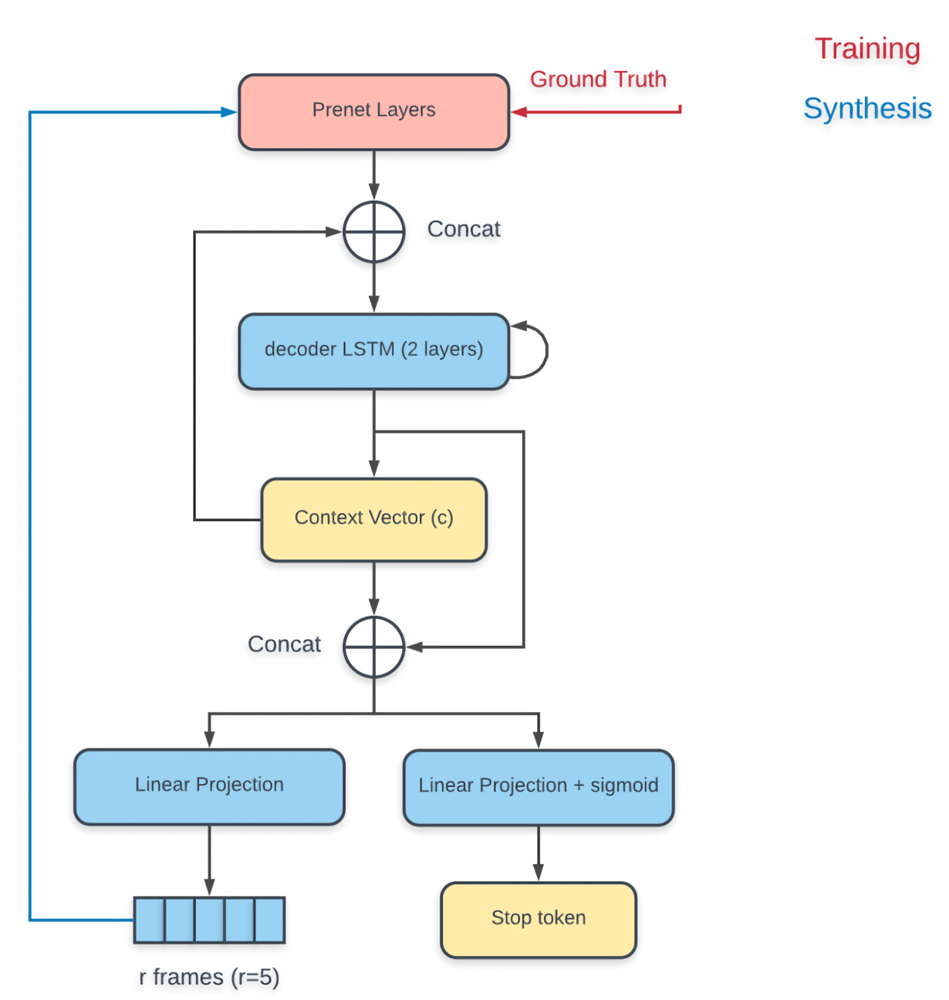 Training
Ground Truth
Prenet Layers
Synthesis
Concat
decoder LSTM (2 layers)
Context Vector (c)
Concat
Linear Projection
Linear Projection + sigmoid
Stop token
r frames (r=5)